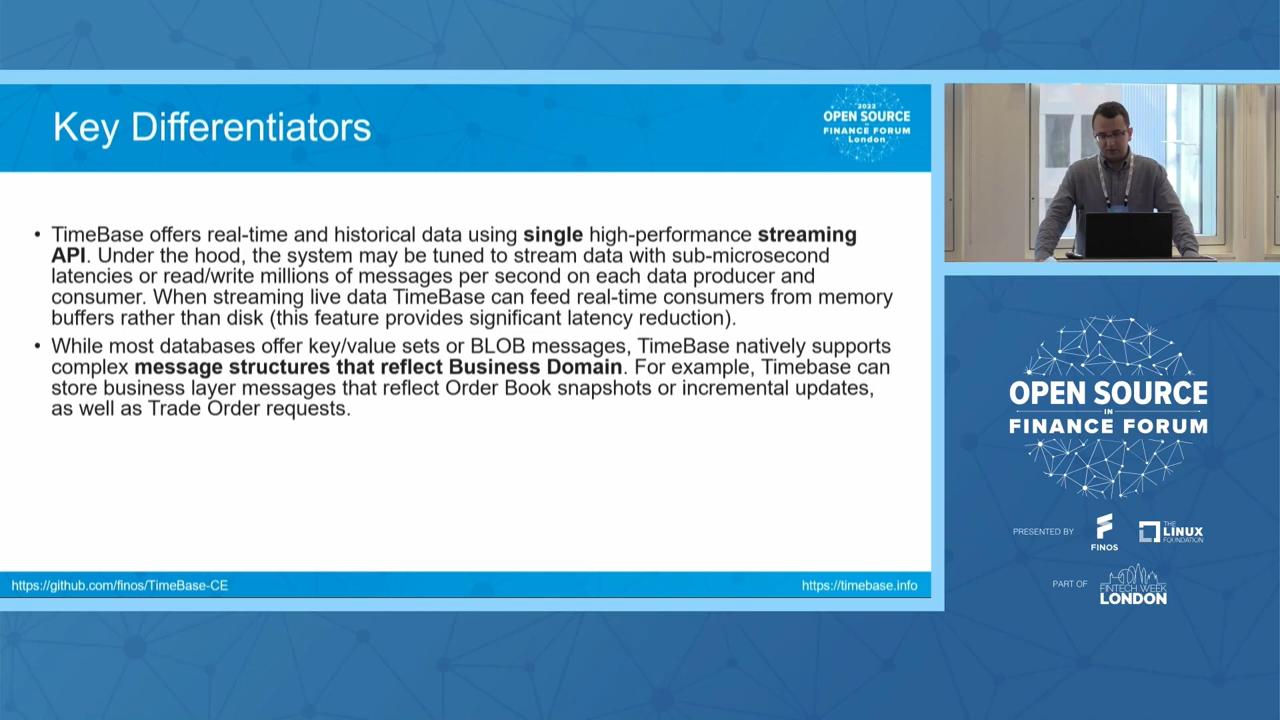 Key Differentiators
2022
OPEN SOURCE
IN
FINANCE FORUM
London
• TimeBase offers real-time and historical data using single high-performance streaming
API. Under the hood, the system may be tuned to stream data with sub-microsecond
latencies or read/write millions of messages per second on each data producer and
consumer. When streaming live data TimeBase can feed real-time consumers from memory
buffers rather than disk (this feature provides significant latency reduction).
• While most databases offer key/value sets or BLOB messages, TimeBase natively supports
complex message structures that reflect Business Domain. For example, Timebase can
store business layer messages that reflect Order Book snapshots or incremental updates,
as well as Trade Order requests.
https://github.com/finos/TimeBase-CE
https://timebase.info
OPEN SOURCE
IN
FINANCE FORUM
PRESENTED BY
FINOS
THE
LINUX
FOUNDATION
PART OF
FINTECH WEEK
LONDON